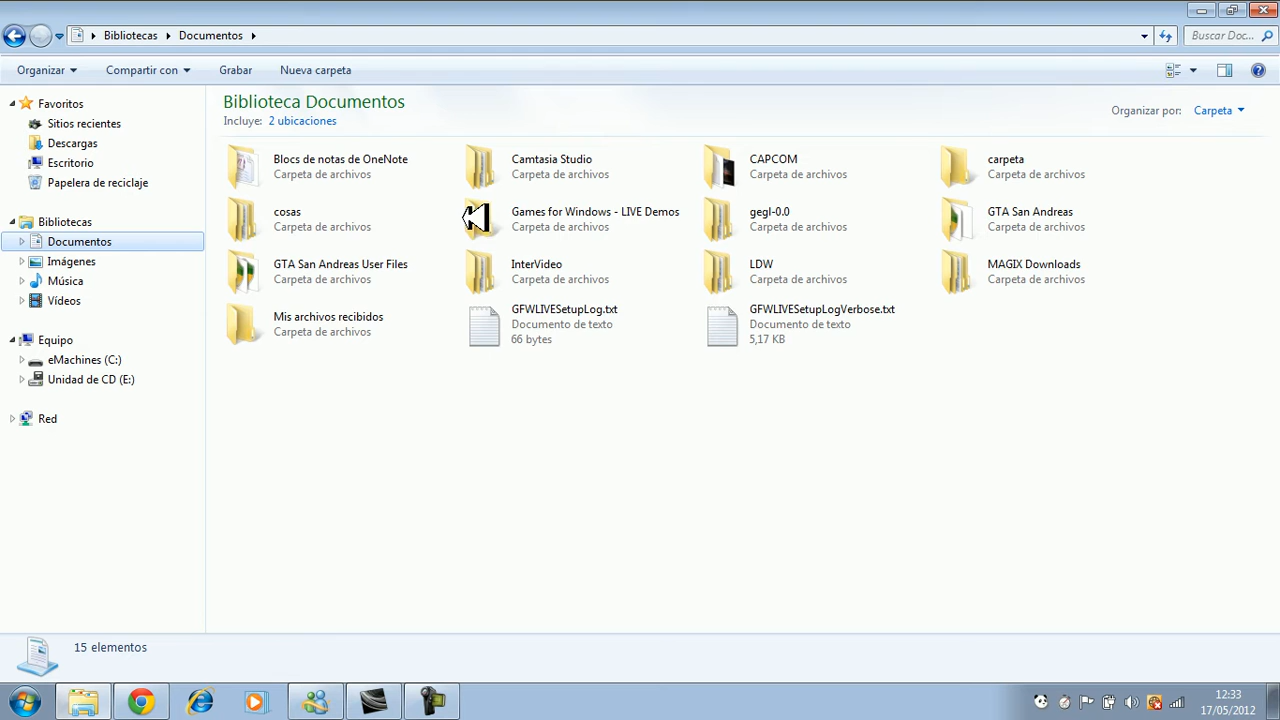 Bibliotecas Documentos
Buscar Doc...
Organizar Compartir con Grabar Nueva carpeta
Favoritos
Sitios recientes
Descargas
Escritorio
Papelera de reciclaje
Bibliotecas
Documentos
Imágenes
Música
Vídeos
Equipo
eMachines (C:)
Unidad de CD (E:)
Red
Biblioteca Documentos
Incluye: 2 ubicaciones
Organizar por: Carpeta
Blocs de notas de OneNote
Carpeta de archivos
Camtasia Studio
Carpeta de archivos
CAPCOM
Carpeta de archivos
carpeta
Carpeta de archivos
cosas
Carpeta de archivos
Games for Windows - LIVE Demos
Carpeta de archivos
gegl-0.0
Carpeta de archivos
GTA San Andreas
Carpeta de archivos
GTA San Andreas User Files
Carpeta de archivos
InterVideo
Carpeta de archivos
LDW
Carpeta de archivos
MAGIX Downloads
Carpeta de archivos
Mis archivos recibidos
Carpeta de archivos
GFWLIVESetupLog.txt
Documento de texto
66 bytes
GFWLIVESetupLogVerbose.txt
Documento de texto
5,17 KB
15 elementos
12:33
17/05/2012